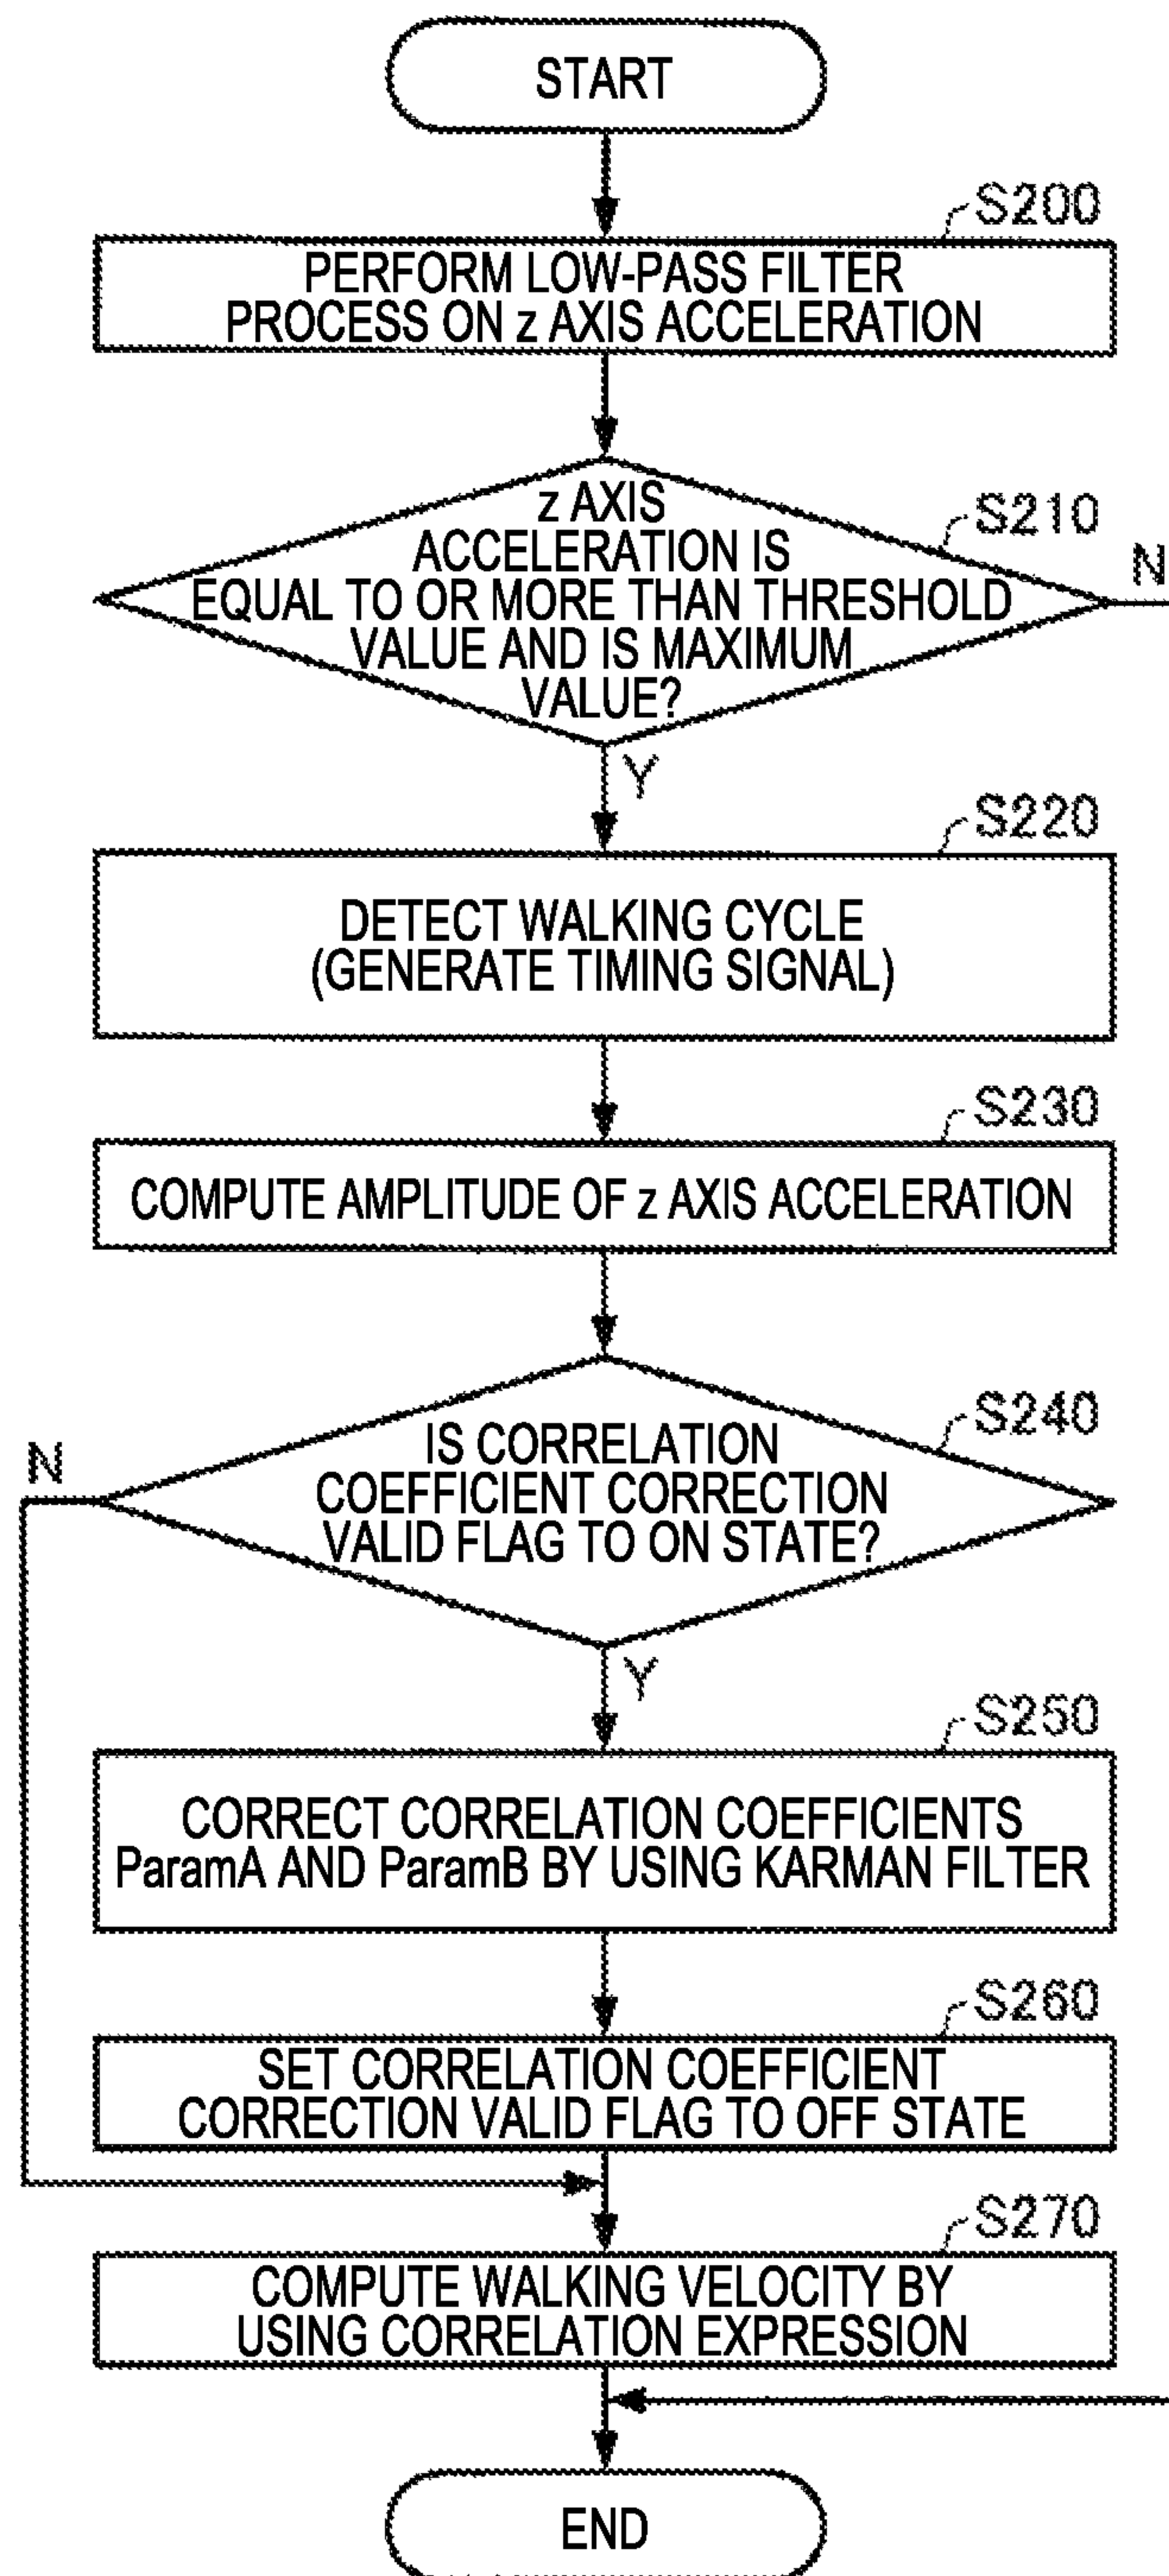 START
S200
PERFORM LOW-PASS FILTER
PROCESS ON z AXIS ACCELERATION
S210
z AXIS
ACCELERATION IS
EQUAL TO OR MORE THAN THRESHOLD
VALUE AND IS MAXIMUM
VALUE?
N
Y
S220
DETECT WALKING CYCLE
(GENERATE TIMING SIGNAL)
S230
COMPUTE AMPLITUDE OF z AXIS ACCELERATION
S240
IS CORRELATION
COEFFICIENT CORRECTION
VALID FLAG TO ON STATE?
N
Y
S250
CORRECT CORRELATION COEFFICIENTS
ParamA AND ParamB BY USING KARMAN FILTER
S260
SET CORRELATION COEFFICIENT
CORRECTION VALID FLAG TO OFF STATE
S270
COMPUTE WALKING VELOCITY BY
USING CORRELATION EXPRESSION
END